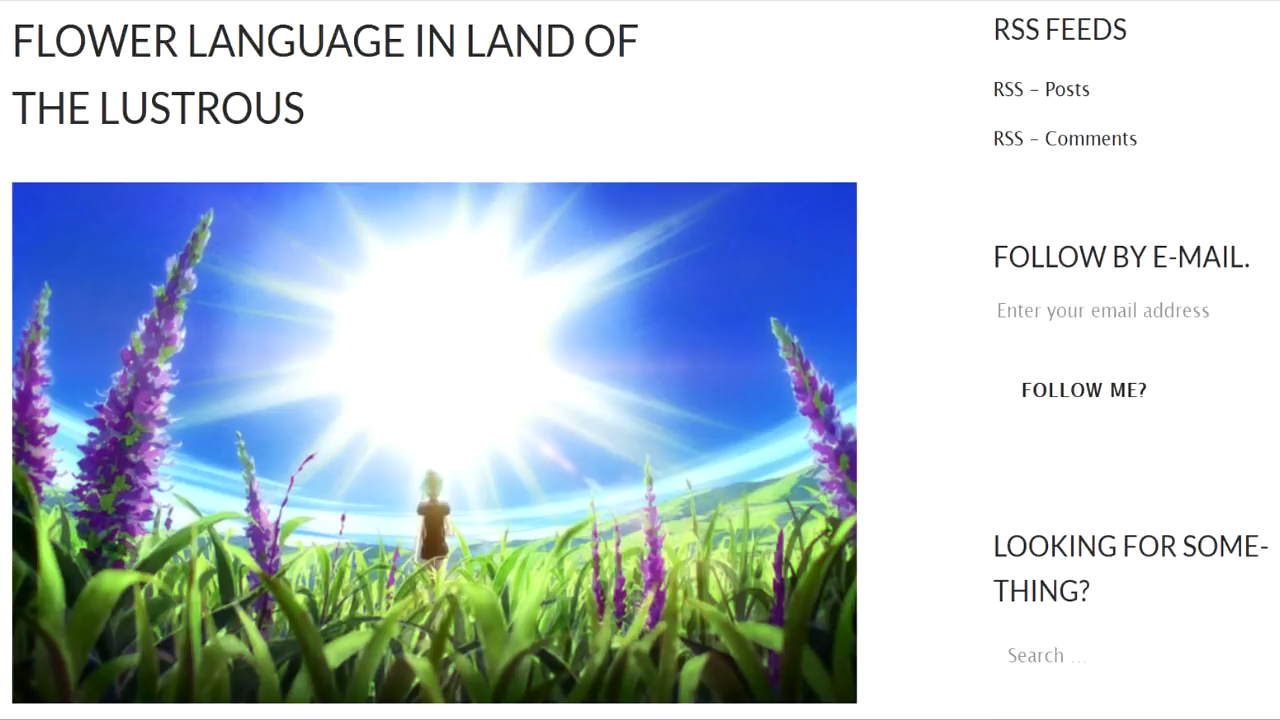 FLOWER LANGUAGE IN LAND OF
THE LUSTROUS
RSS FEEDS
RSS – Posts
RSS – Comments
FOLLOW BY E-MAIL.
Enter your email address
FOLLOW ME?
LOOKING FOR SOME-
THING?
Search ...